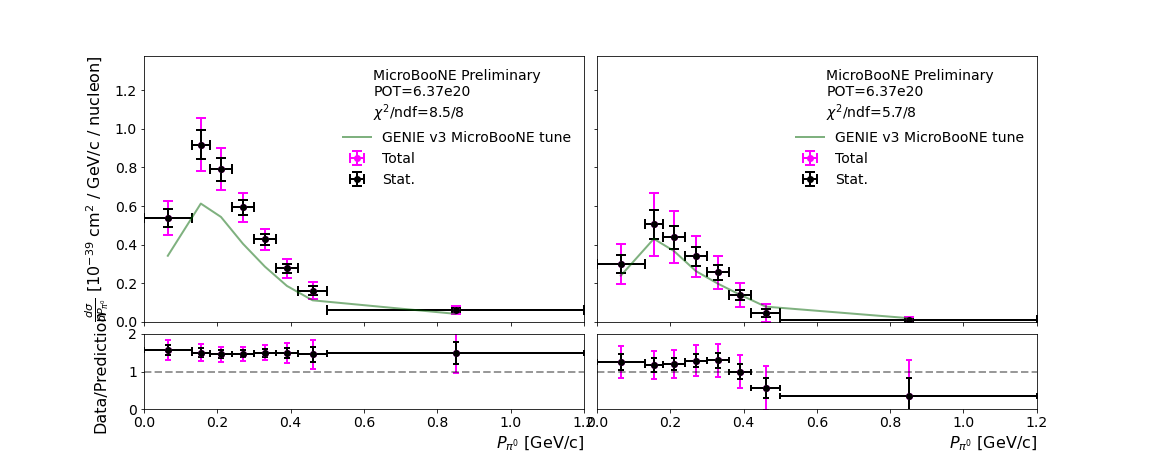 MicroBooNE Preliminary
POT=6.37e20
χ²/ndf=8.5/8
GENIE v3 MicroBooNE tune
Total
Stat.
MicroBooNE Preliminary
POT=6.37e20
χ²/ndf=5.7/8
GENIE v3 MicroBooNE tune
Total
Stat.
dσ/dP_π⁰ [10⁻³⁹ cm² / GeV/c / nucleon]
1.2
1.0
0.8
0.6
0.4
0.2
0.0
Data/Prediction
2
1
0
0.0 0.2 0.4 0.6 0.8 1.0 1.2
0.0 0.2 0.4 0.6 0.8 1.0 1.2
P_π⁰ [GeV/c]
P_π⁰ [GeV/c]